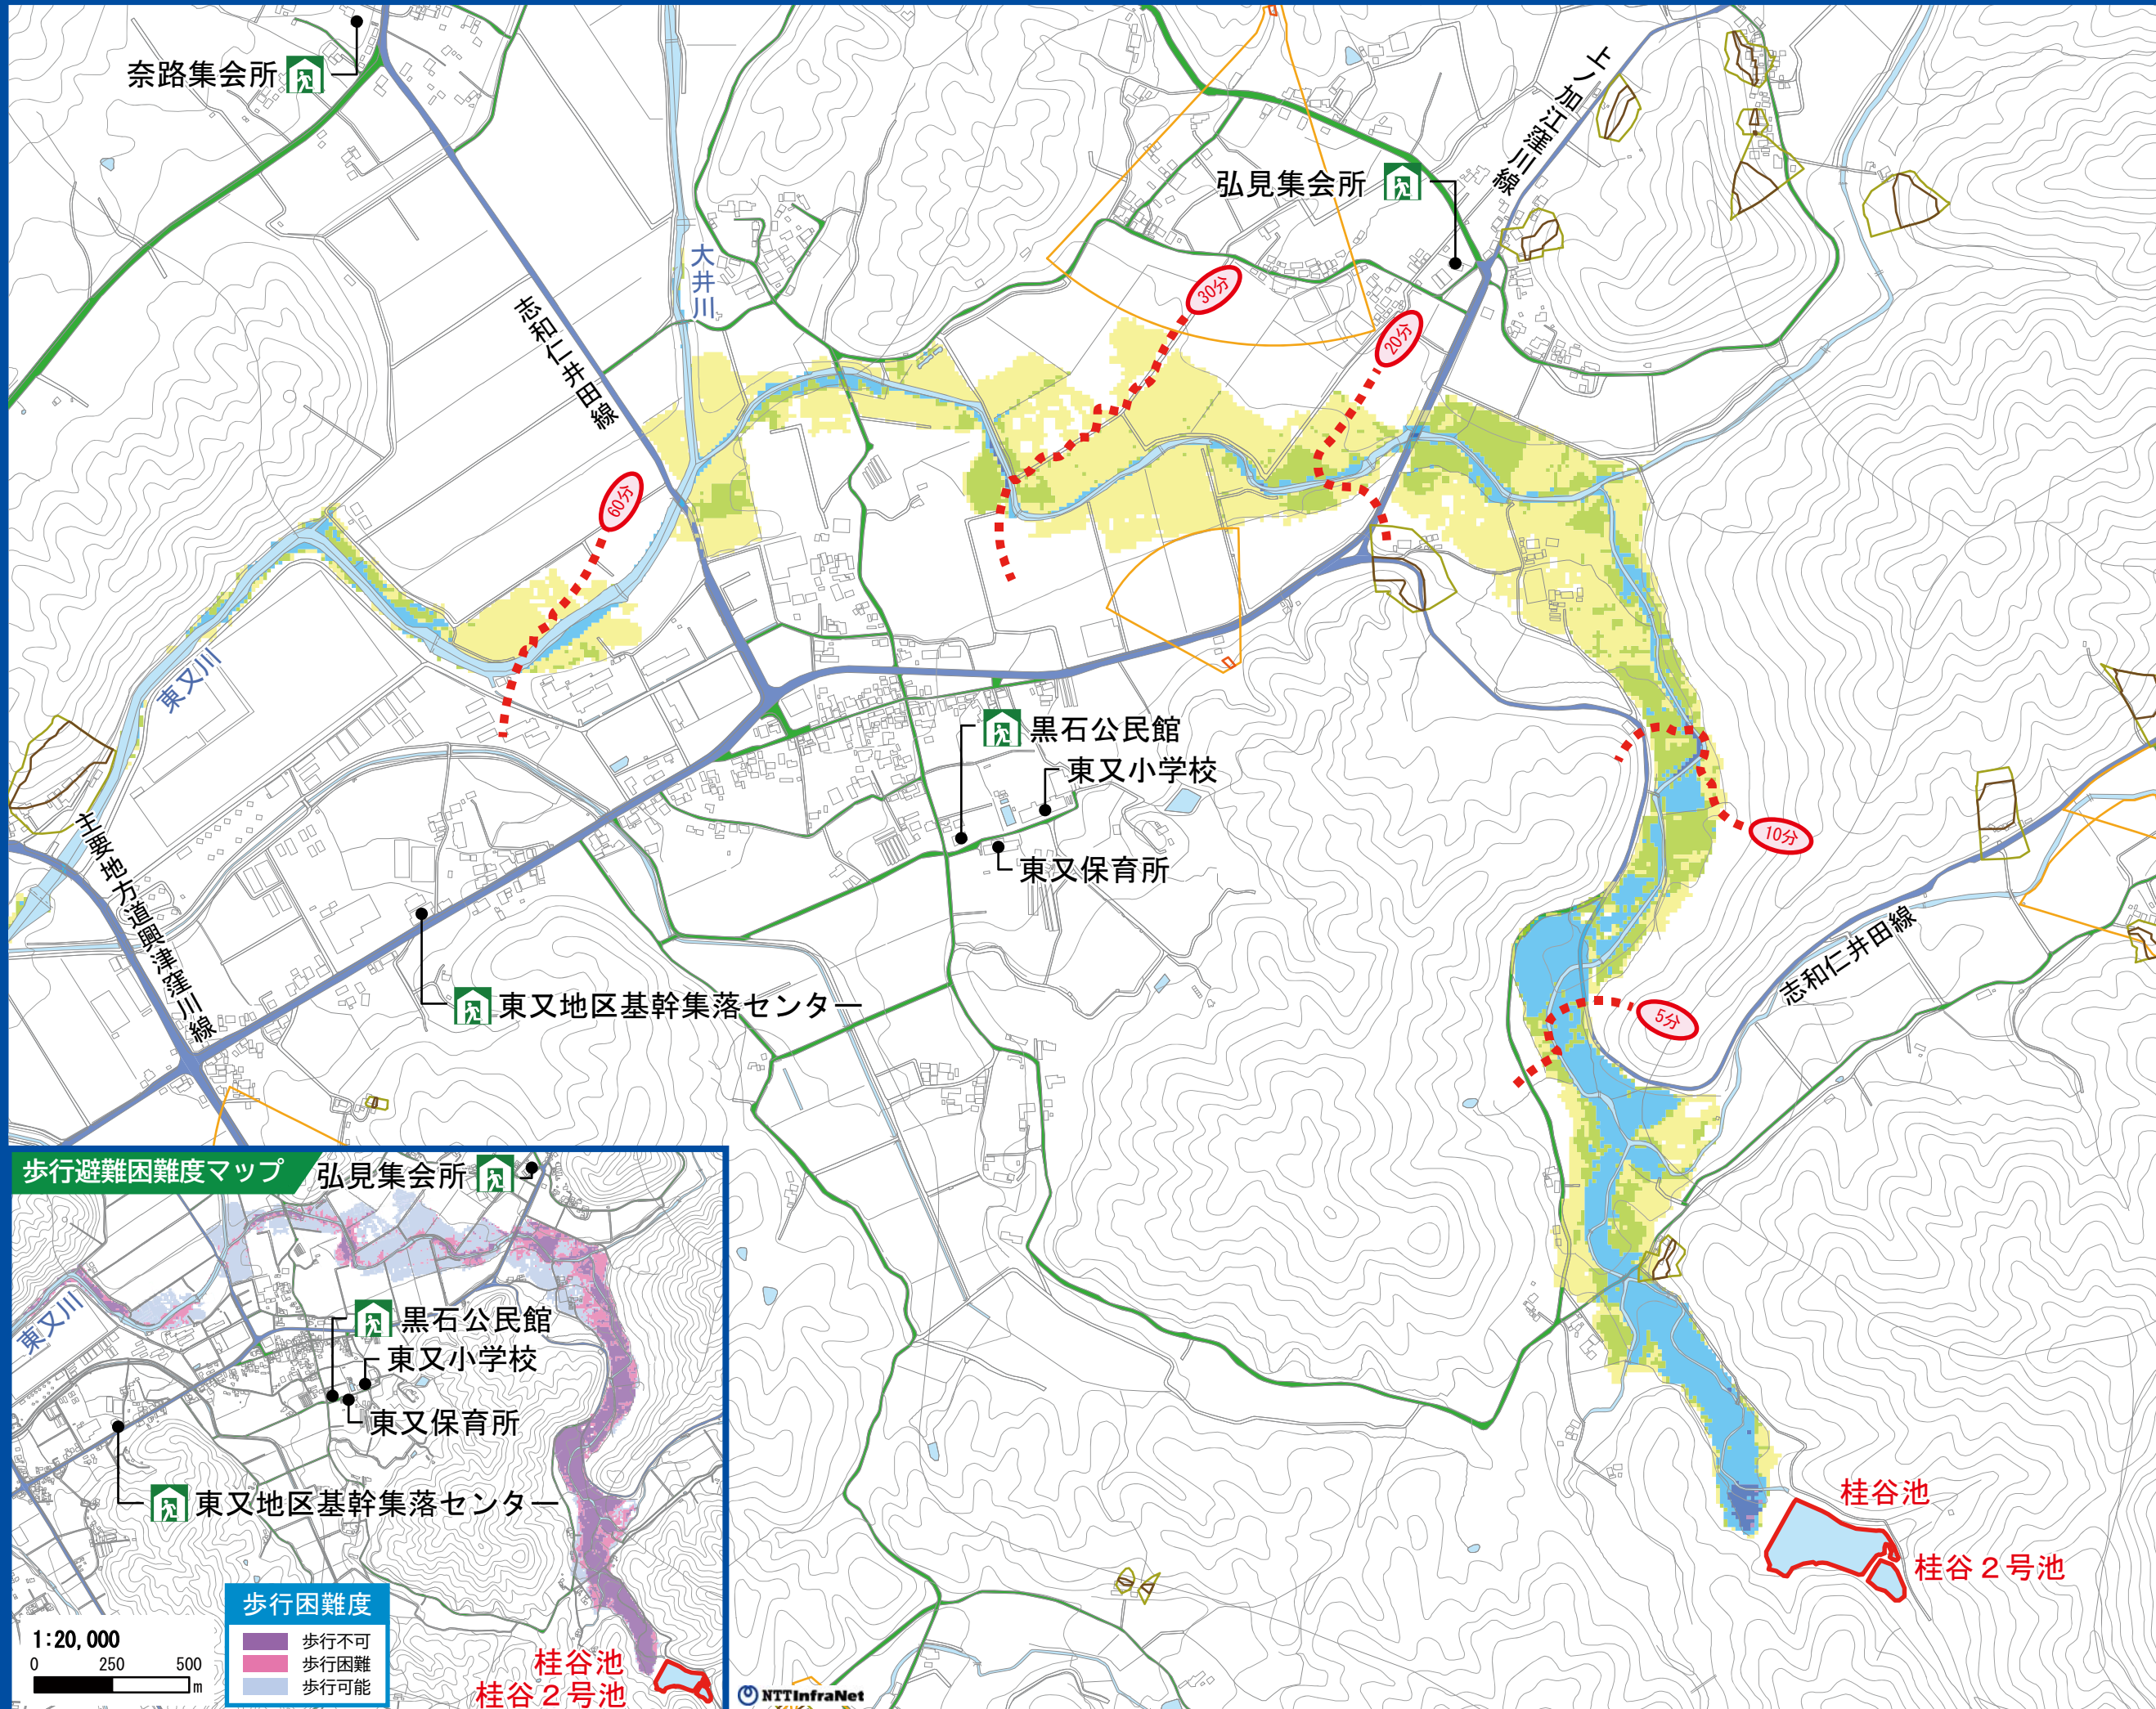 奈路集会所
上ノ加江窪川線
弘見集会所
大井川
志和仁井田線
30分
20分
60分
東又川
黒石公民館
東又小学校
10分
主要地方道興津窪川線
東又保育所
志和仁井田線
東又地区基幹集落センター
5分
桂谷池
桂谷２号池
歩行避難困難度マップ
弘見集会所
東又川
黒石公民館
東又小学校
東又保育所
東又地区基幹集落センター
歩行困難度
歩行不可
歩行困難
歩行可能
1:20,000
0 250 500
m
桂谷池
桂谷２号池
NTTInfraNet